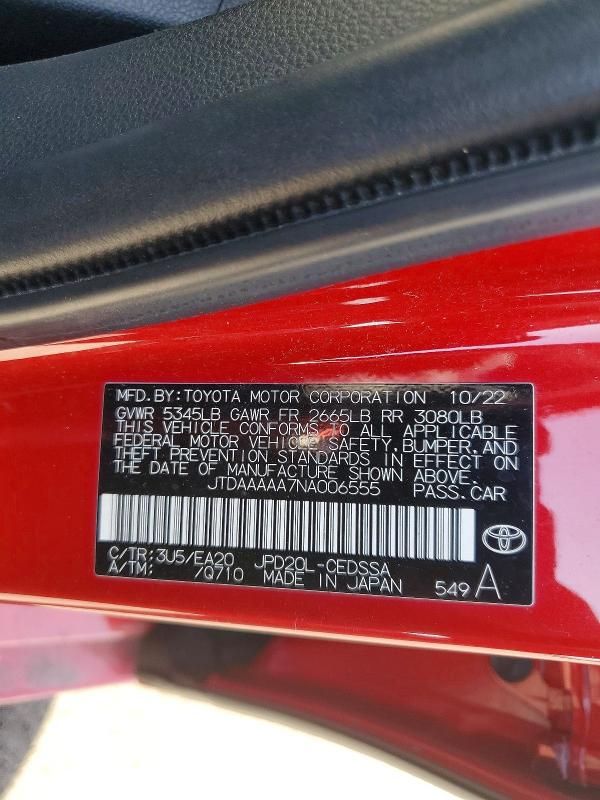 MFD.BY:TOYOTA MOTOR CORPORATION 10/22
GVWR 5345LB GAWR FR 2665LB RR 3080LB
THIS VEHICLE CONFORMS TO ALL APPLICABLE
FEDERAL MOTOR VEHICLE SAFETY,BUMPER,AND
THEFT PREVENTION STANDARDS IN EFFECT ON
THE DATE OF MANUFACTURE SHOWN ABOVE.
JTDAAAAA7NA006555 PASS.CAR
C/TR:3U5/EA20 JPD20L-CEDSSA
A/TM: 7Q710 MADE IN JAPAN 549 A